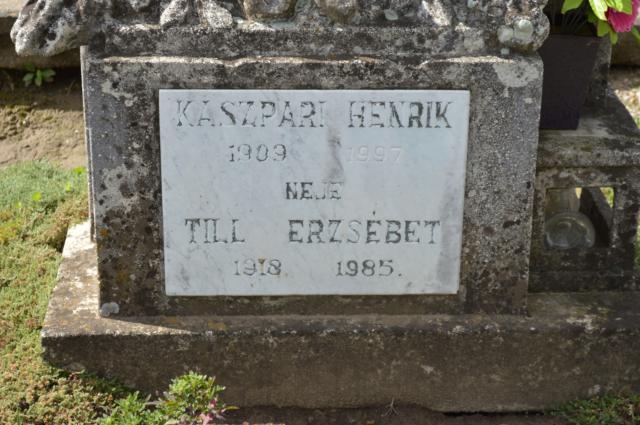 KASZPARI HENRIK
1909 1997
NEJE
TILL ERZSÉBET
1918. 1985.